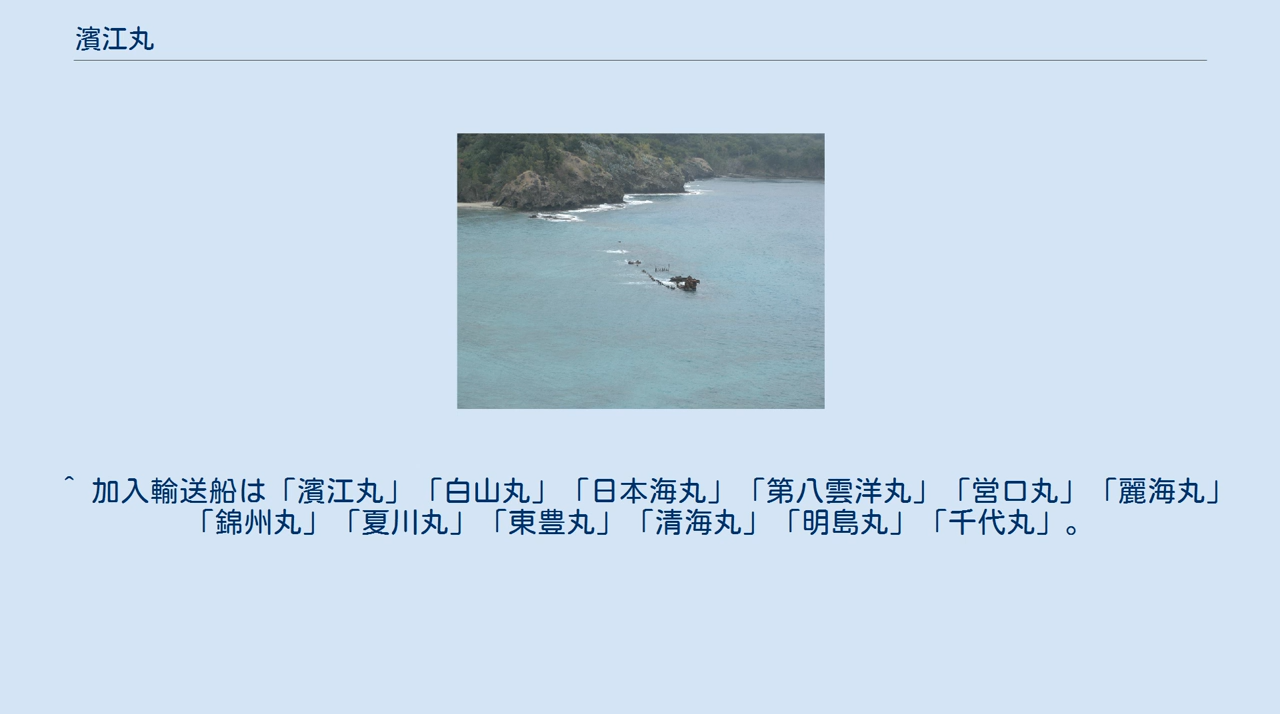 濱江丸
^ 加入輸送船は「濱江丸」「白山丸」「日本海丸」「第八雲洋丸」「営口丸」「麗海丸」
「錦州丸」「夏川丸」「東豊丸」「清海丸」「明島丸」「千代丸」。